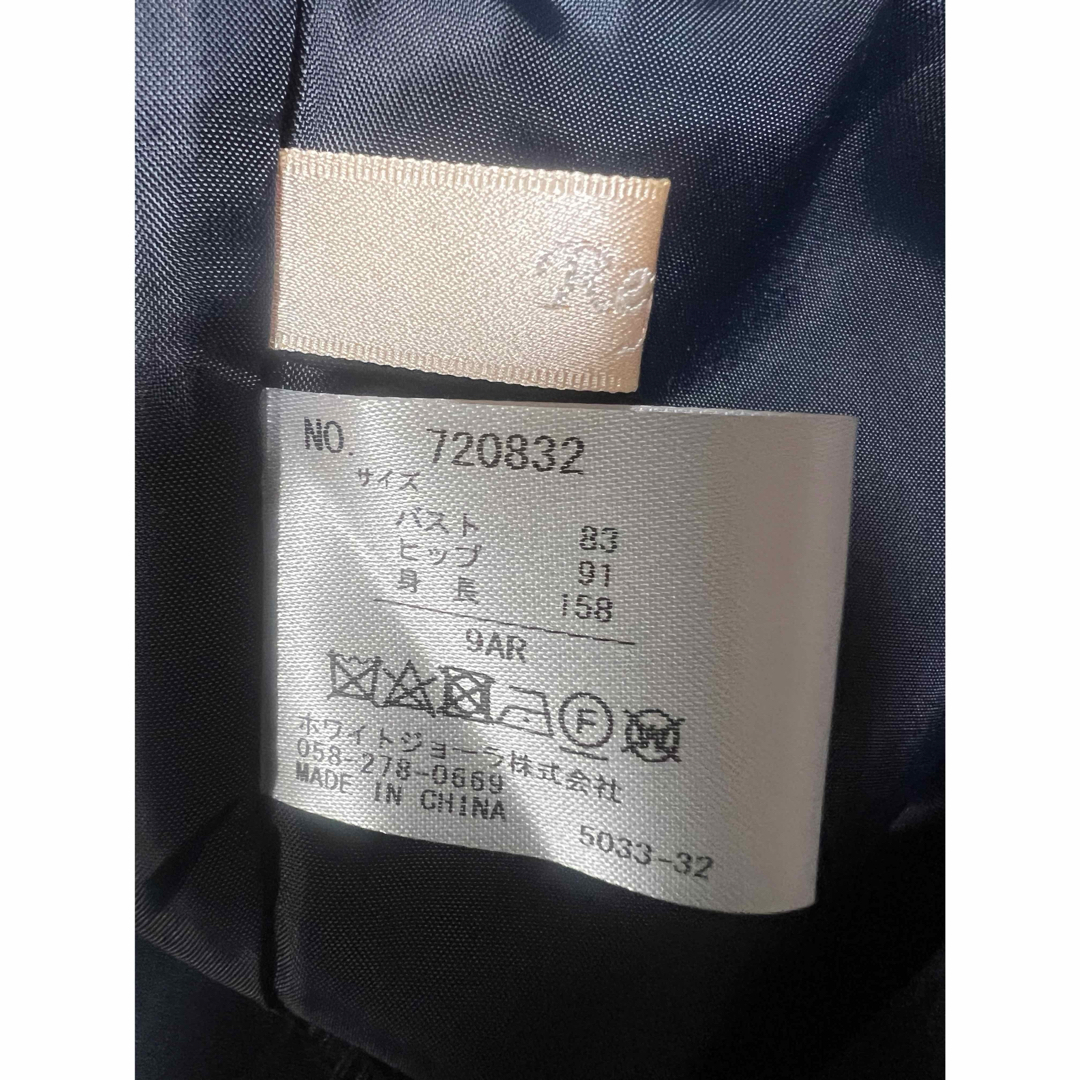 Re
NO. 720832
サイズ
バスト 83
ヒップ 91
身長 158
9AR
F
W
ホワイトジョーラ株式会社
058-278-0669
MADE IN CHINA
5033-32